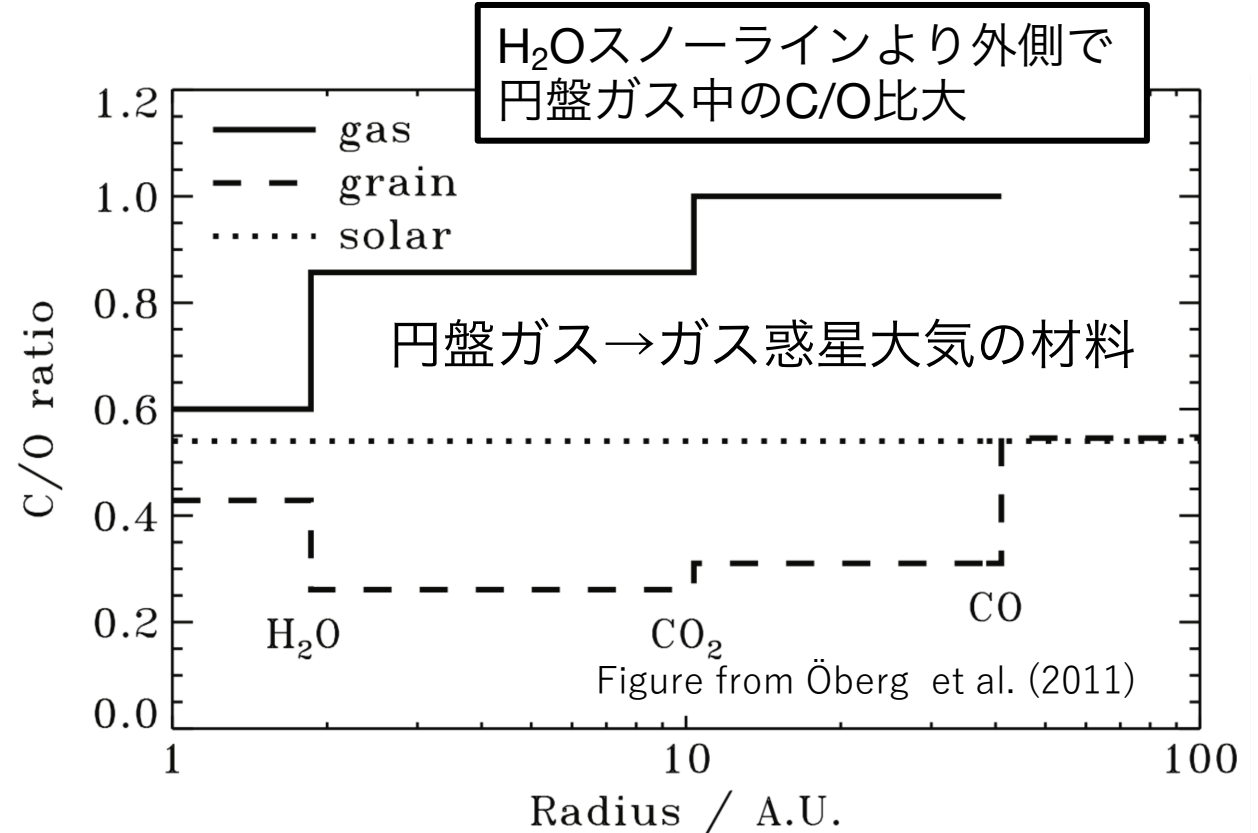 H₂Oスノーラインより外側で
円盤ガス中のC/O比大
1.2
1.0
0.8
0.6
0.4
0.2
0.0
C/O ratio
gas
grain
solar
円盤ガス→ガス惑星大気の材料
H₂O
CO₂
CO
Figure from Öberg et al. (2011)
1
10
100
Radius / A.U.